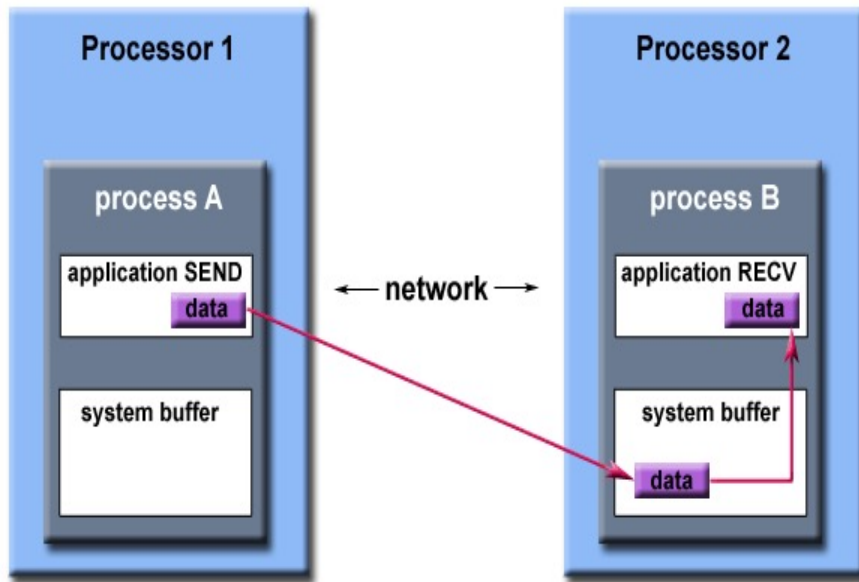 Processor 1
process A
application SEND
data
system buffer
network
Processor 2
process B
application RECV
data
system buffer
data